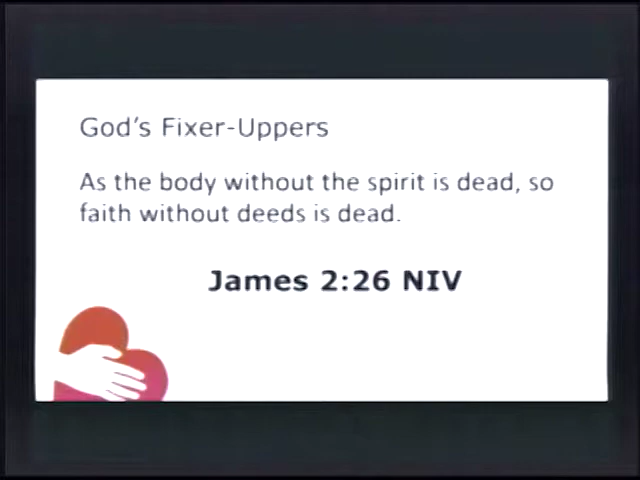 God's Fixer-Uppers
As the body without the spirit is dead, so
faith without deeds is dead.
James 2:26 NIV